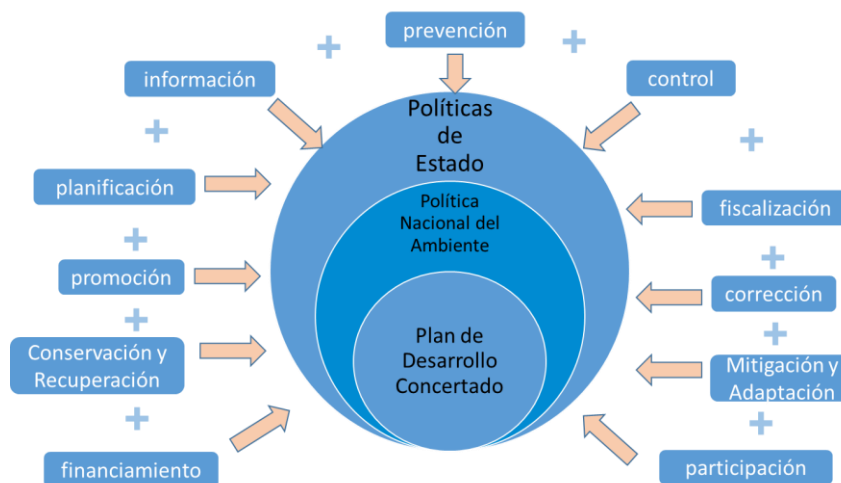 prevención
información
control
Políticas
de
Estado
planificación
Política
Nacional del
Ambiente
fiscalización
promoción
corrección
Conservación y
Recuperación
Plan de
Desarrollo
Concertado
Mitigación y
Adaptación
financiamiento
participación